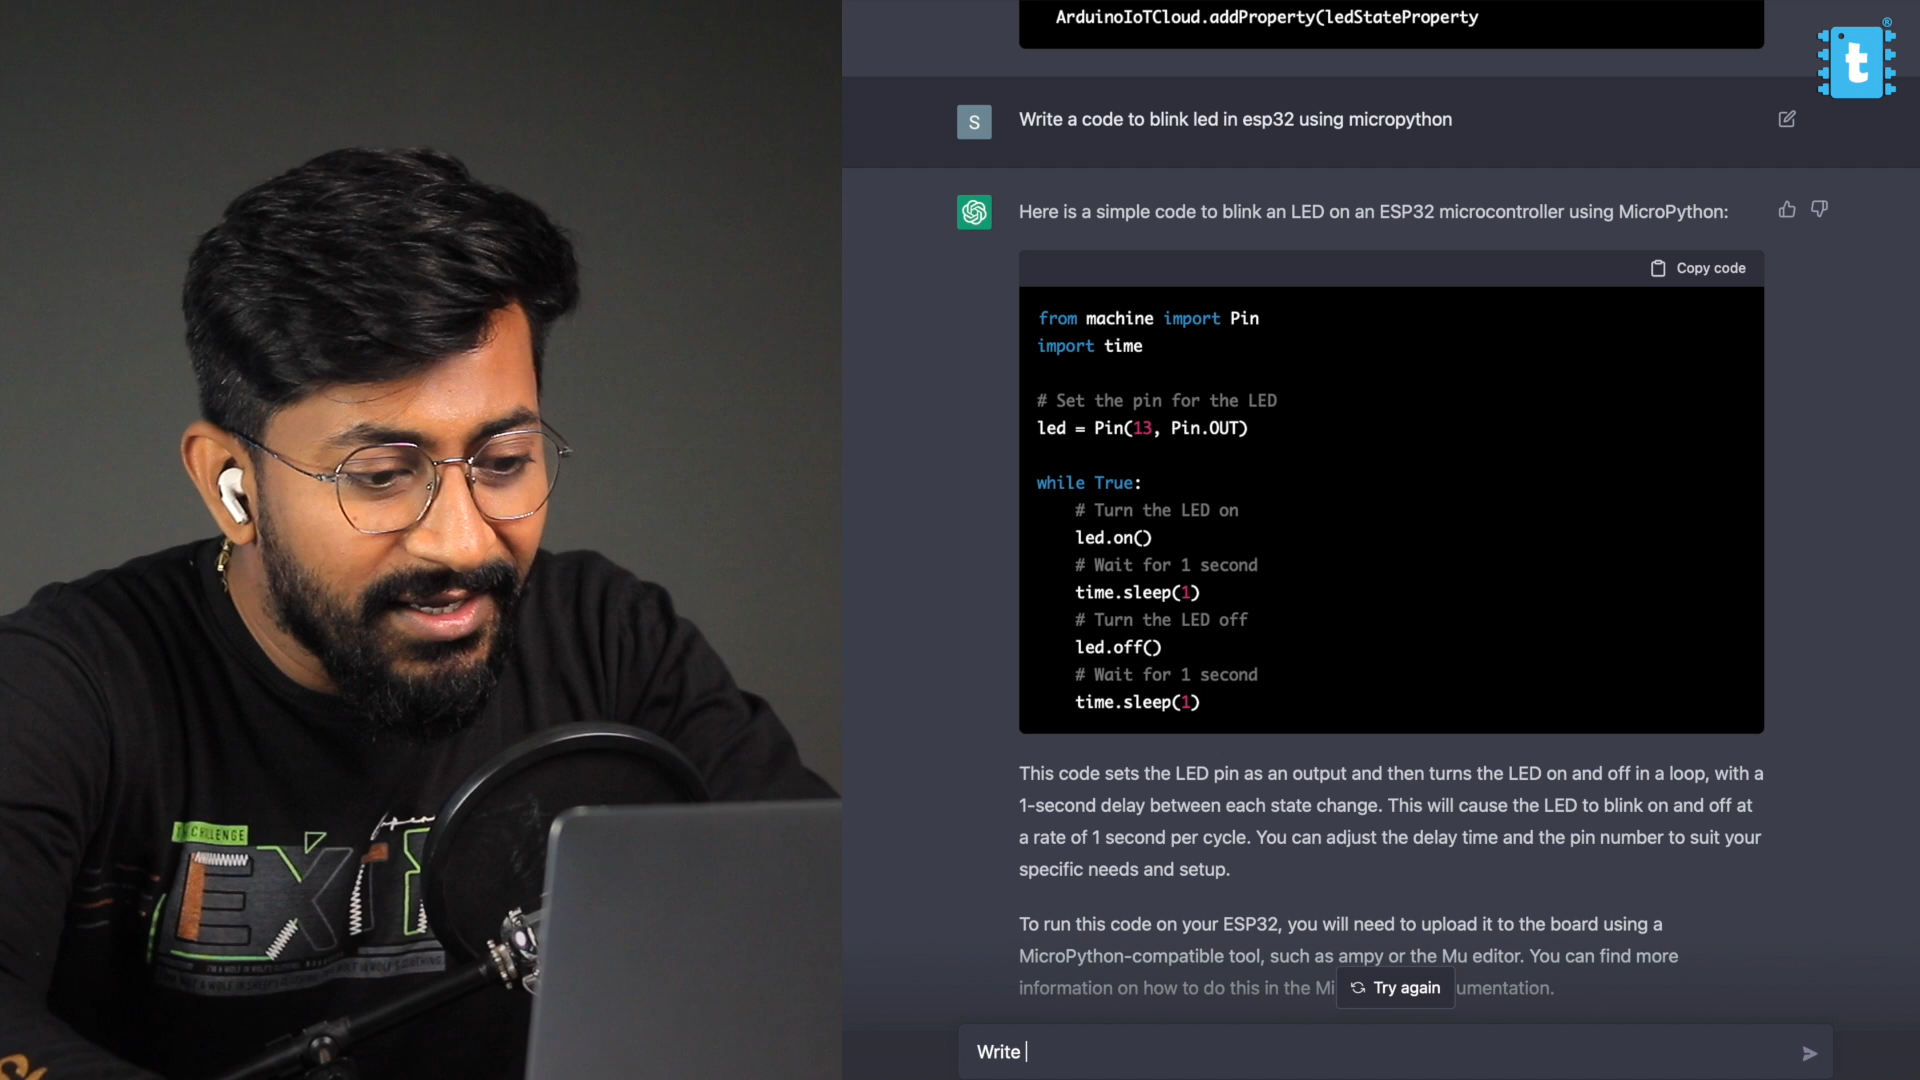 ArduinoIoTCloud.addProperty(ledStateProperty
t
®
S
Write a code to blink led in esp32 using micropython
Here is a simple code to blink an LED on an ESP32 microcontroller using MicroPython:
Copy code
from machine import Pin
import time
# Set the pin for the LED
led = Pin(13, Pin.OUT)
while True:
    # Turn the LED on
    led.on()
    # Wait for 1 second
    time.sleep(1)
    # Turn the LED off
    led.off()
    # Wait for 1 second
    time.sleep(1)
This code sets the LED pin as an output and then turns the LED on and off in a loop, with a
1-second delay between each state change. This will cause the LED to blink on and off at
a rate of 1 second per cycle. You can adjust the delay time and the pin number to suit your
specific needs and setup.
To run this code on your ESP32, you will need to upload it to the board using a
MicroPython-compatible tool, such as ampy or the Mu editor. You can find more
information on how to do this in the Mi
Try again
umentation.
Write
CHLLENGE
EXIT